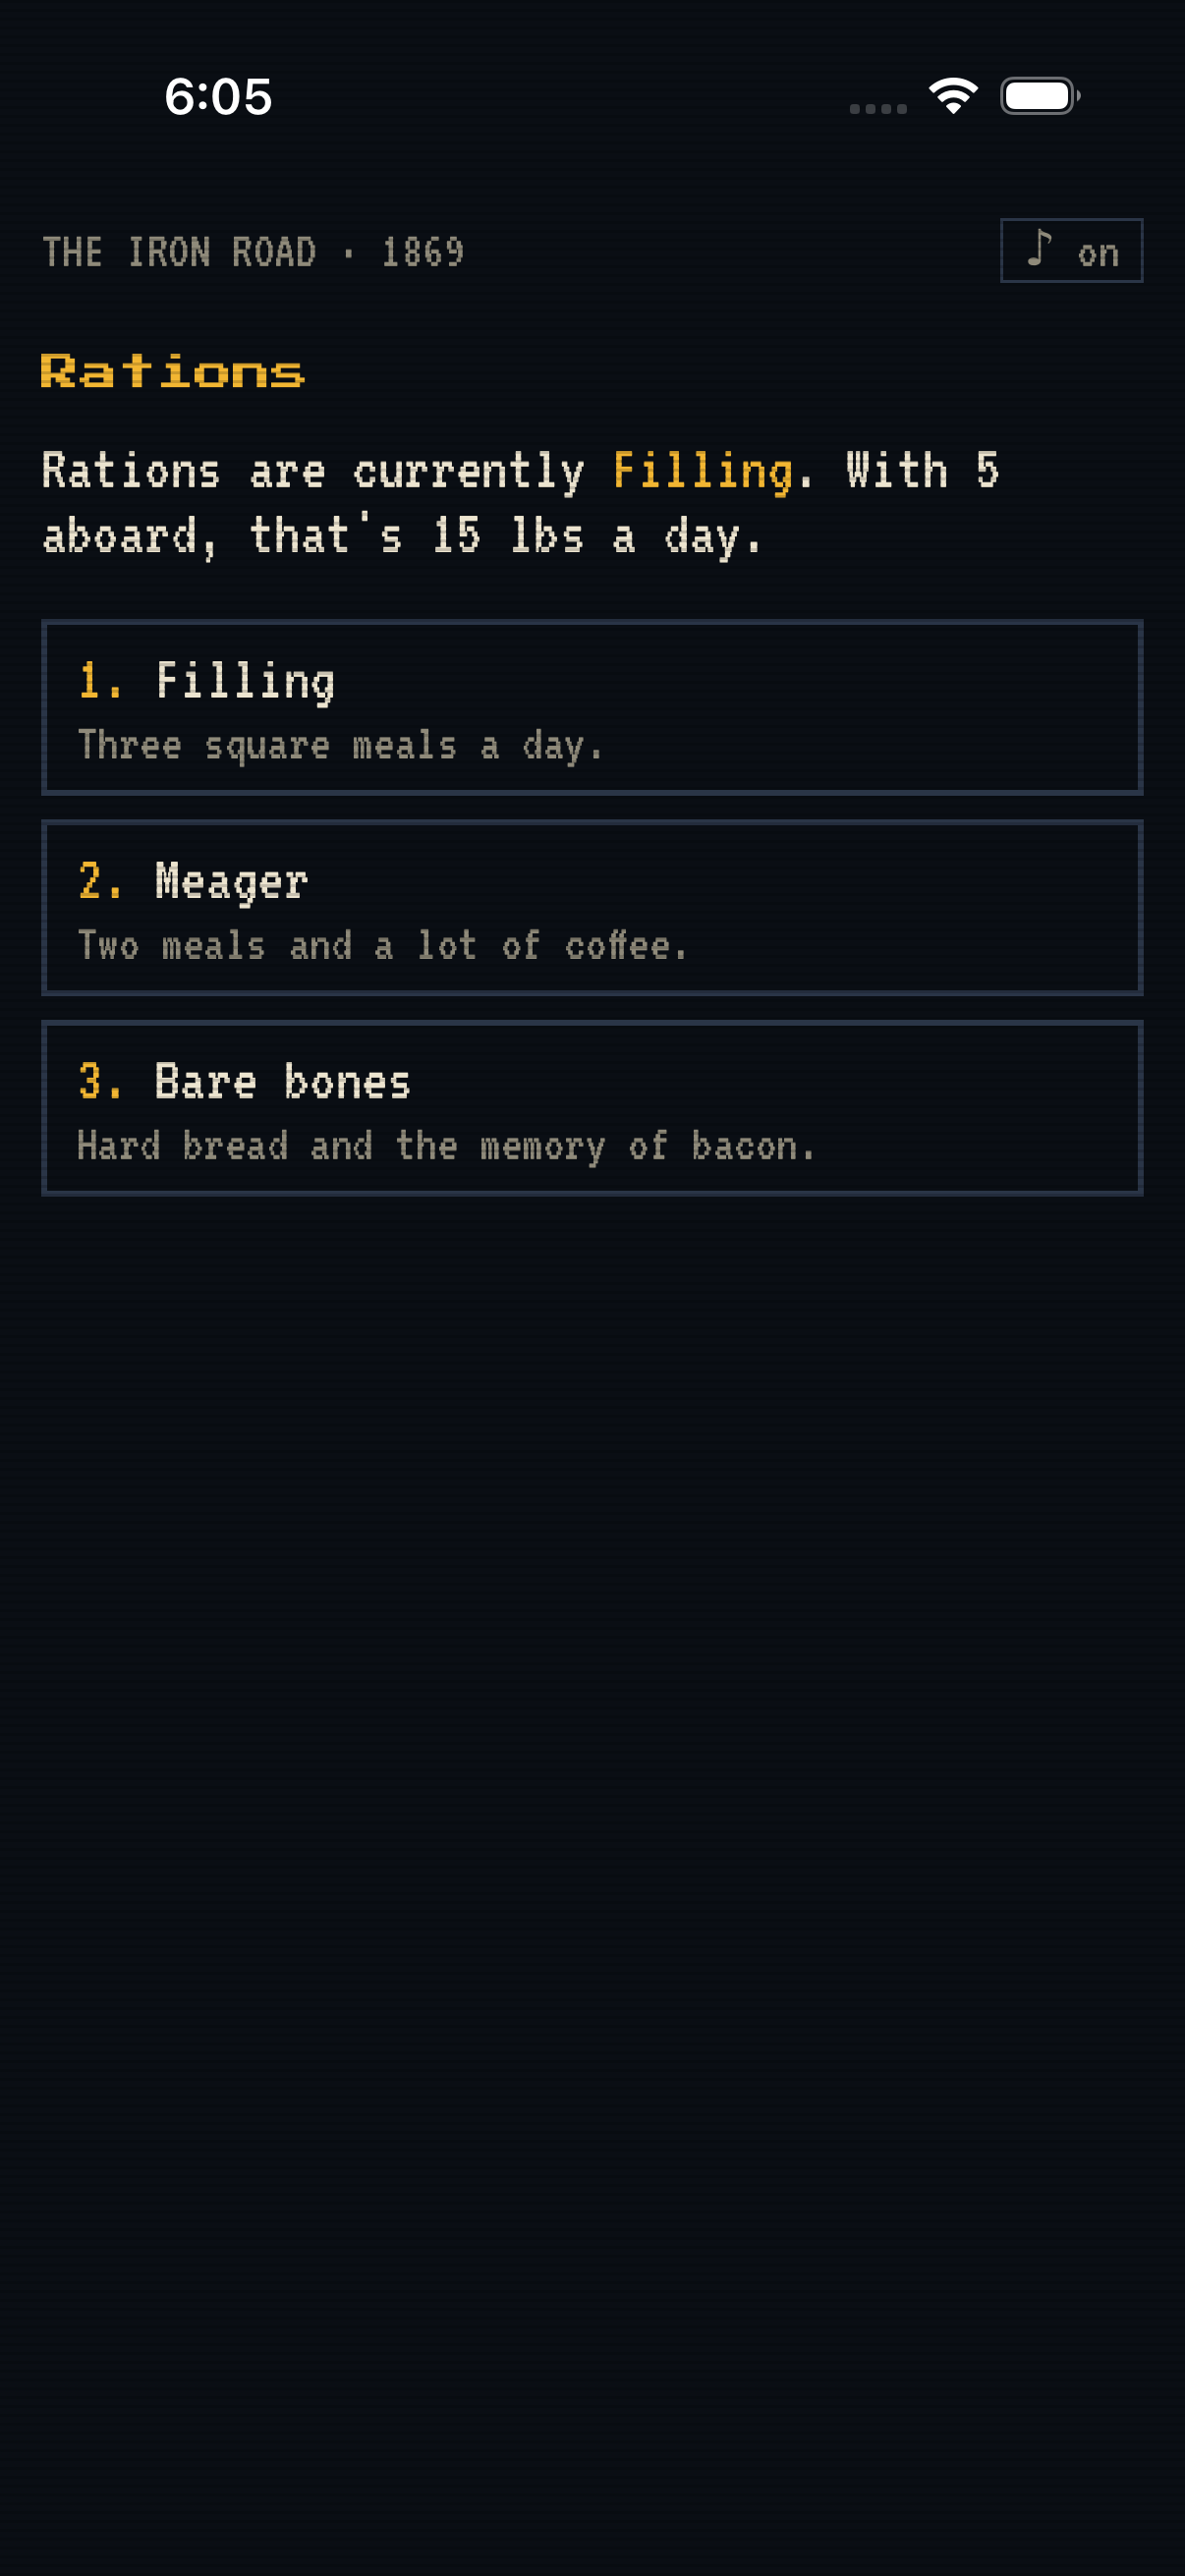 6:05
THE IRON ROAD · 1869
♪ on
Rations
Rations are currently Filling. With 5
aboard, that's 15 lbs a day.
1. Filling
Three square meals a day.
2. Meager
Two meals and a lot of coffee.
3. Bare bones
Hard bread and the memory of bacon.